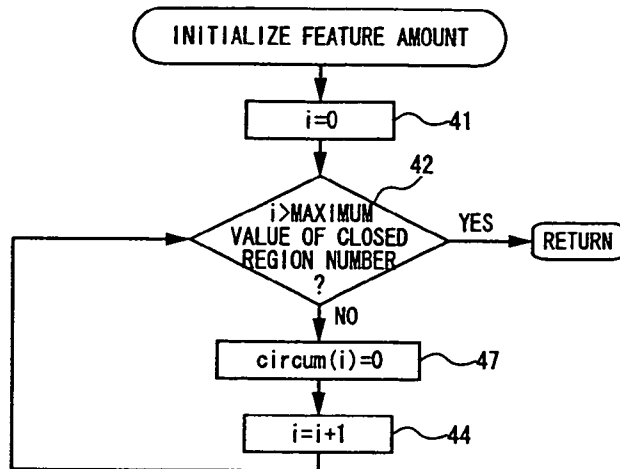 INITIALIZE FEATURE AMOUNT
i=0
41
42
i>MAXIMUM
VALUE OF CLOSED
REGION NUMBER
?
YES
RETURN
NO
circum(i)=0
47
i=i+1
44